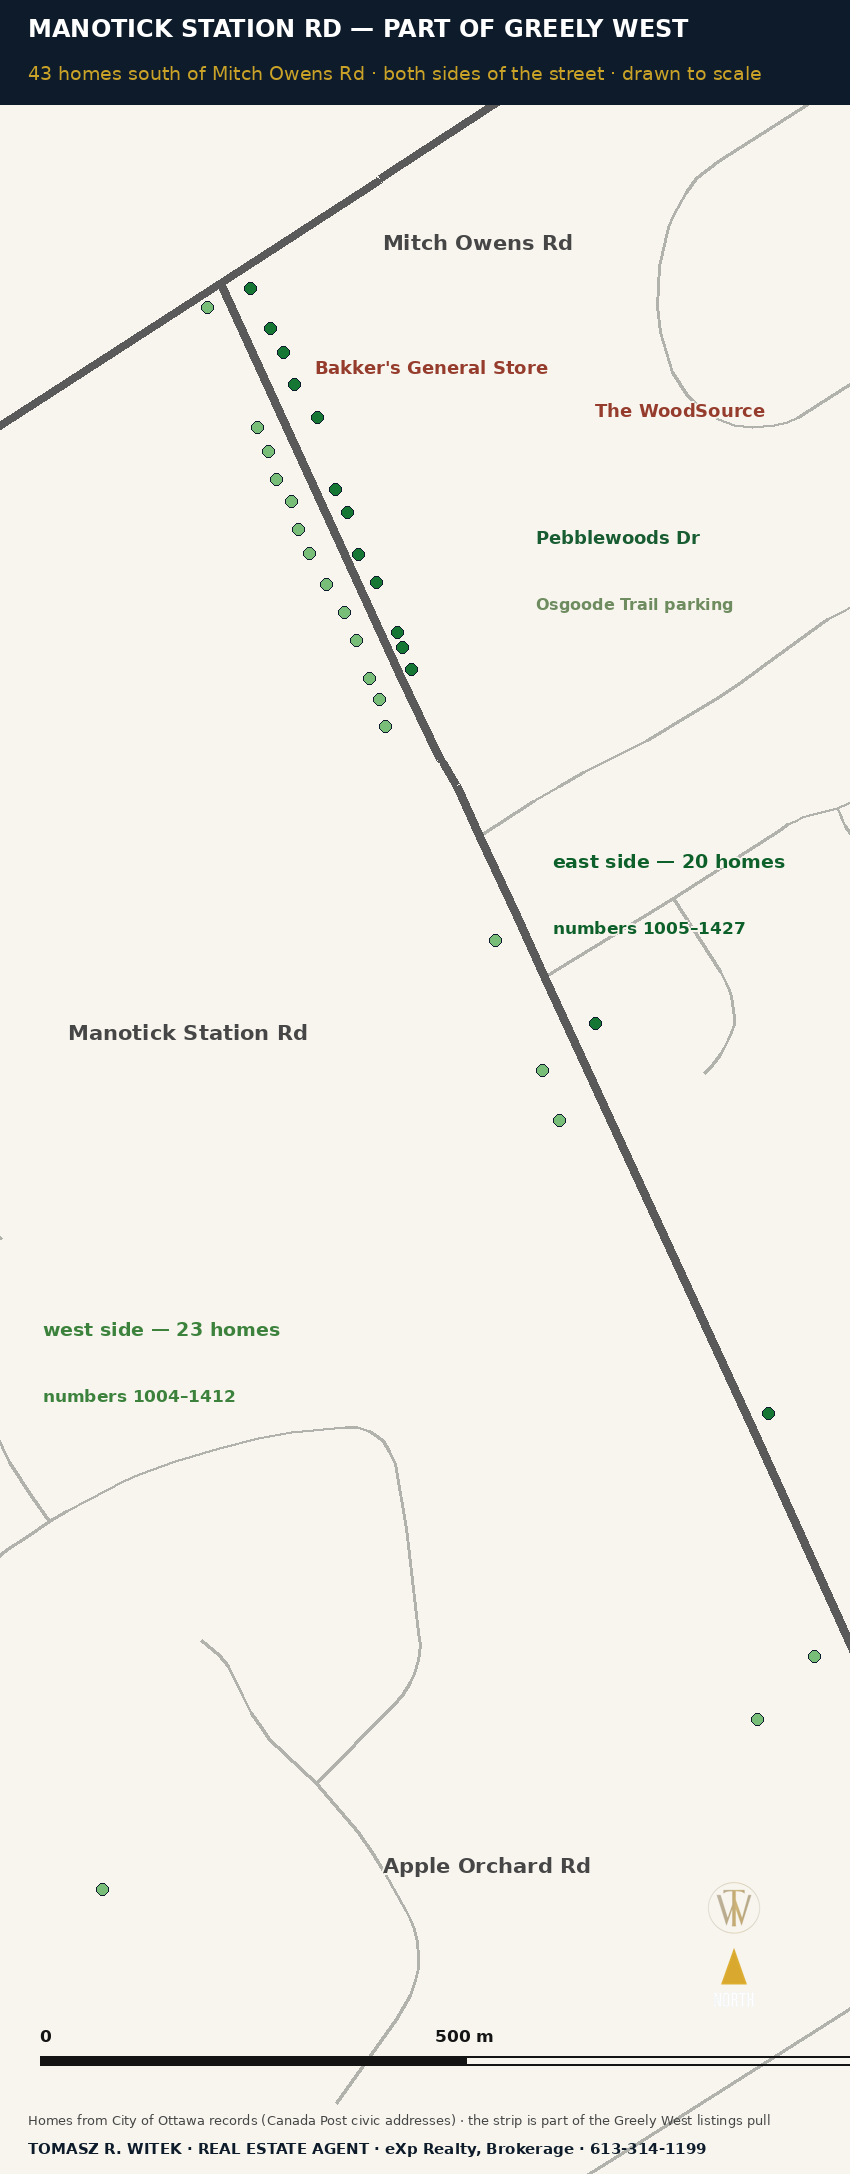 MANOTICK STATION RD — PART OF GREELY WEST
43 homes south of Mitch Owens Rd · both sides of the street · drawn to scale
Mitch Owens Rd
Bakker's General Store
The WoodSource
Pebblewoods Dr
Osgoode Trail parking
east side — 20 homes
numbers 1005–1427
Manotick Station Rd
west side — 23 homes
numbers 1004–1412
Apple Orchard Rd
NORTH
0 500 m
Homes from City of Ottawa records (Canada Post civic addresses) · the strip is part of the Greely West listings pull
TOMASZ R. WITEK · REAL ESTATE AGENT · eXp Realty, Brokerage · 613-314-1199